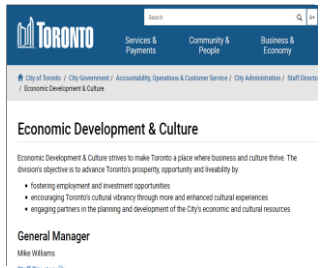 Search
A+
TORONTO
Services & Payments
Community & People
Business & Economy
City of Toronto / City Government / Accountability, Operations & Customer Service / City Administration / Staff Directo
/ Economic Development & Culture
Economic Development & Culture
Economic Development & Culture strives to make Toronto a place where business and culture thrive. The
division's objective is to advance Toronto's prosperity, opportunity and liveability by:
• fostering employment and investment opportunities
• encouraging Toronto's cultural vibrancy through more and enhanced cultural experiences
• engaging partners in the planning and development of the City's economic and cultural resources
General Manager
Mike Williams